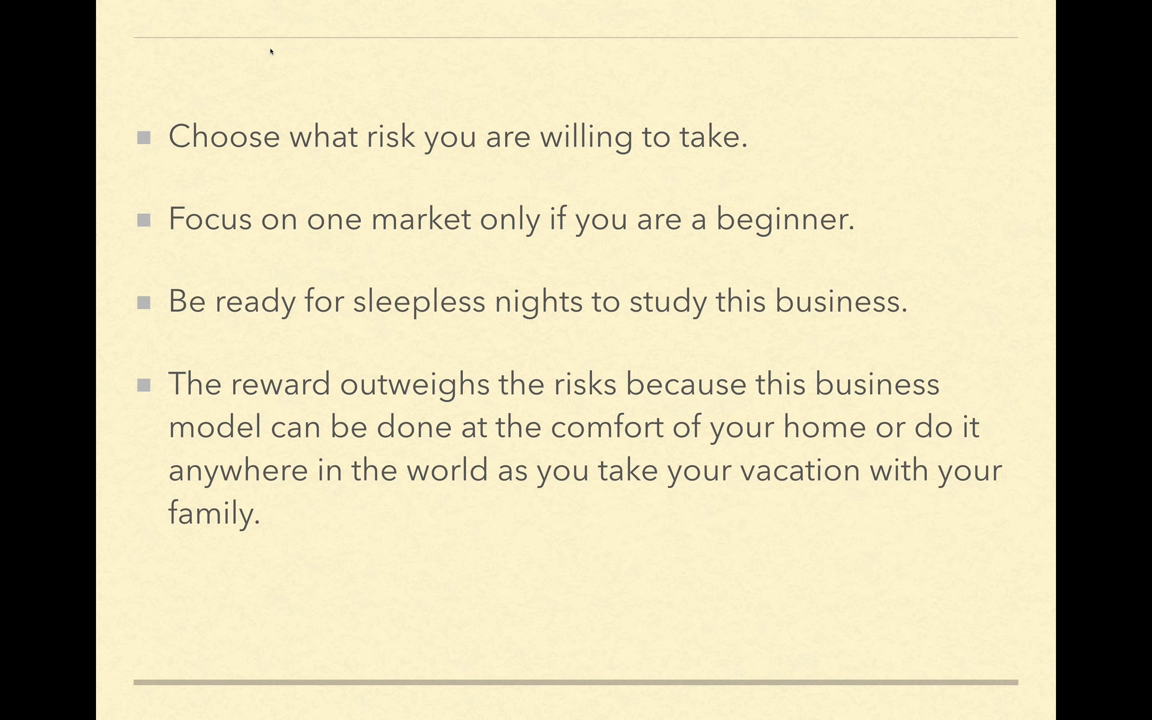 Choose what risk you are willing to take.
Focus on one market only if you are a beginner.
Be ready for sleepless nights to study this business.
The reward outweighs the risks because this business
model can be done at the comfort of your home or do it
anywhere in the world as you take your vacation with your
family.